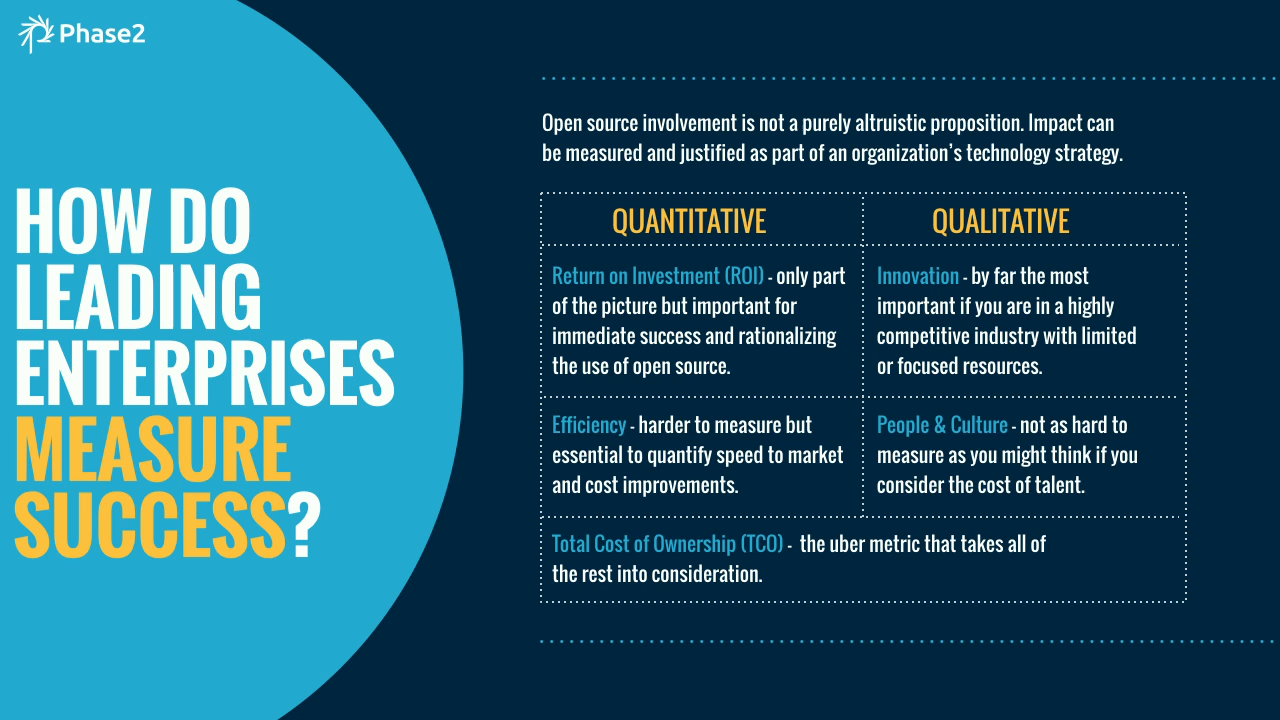 Phase2
HOW DO
LEADING
ENTERPRISES
MEASURE
SUCCESS?
Open source involvement is not a purely altruistic proposition. Impact can
be measured and justified as part of an organization's technology strategy.
QUANTITATIVE
QUALITATIVE
Return on Investment (ROI) - only part
of the picture but important for
immediate success and rationalizing
the use of open source.
Innovation - by far the most
important if you are in a highly
competitive industry with limited
or focused resources.
Efficiency - harder to measure but
essential to quantify speed to market
and cost improvements.
People & Culture - not as hard to
measure as you might think if you
consider the cost of talent.
Total Cost of Ownership (TCO) - the uber metric that takes all of
the rest into consideration.